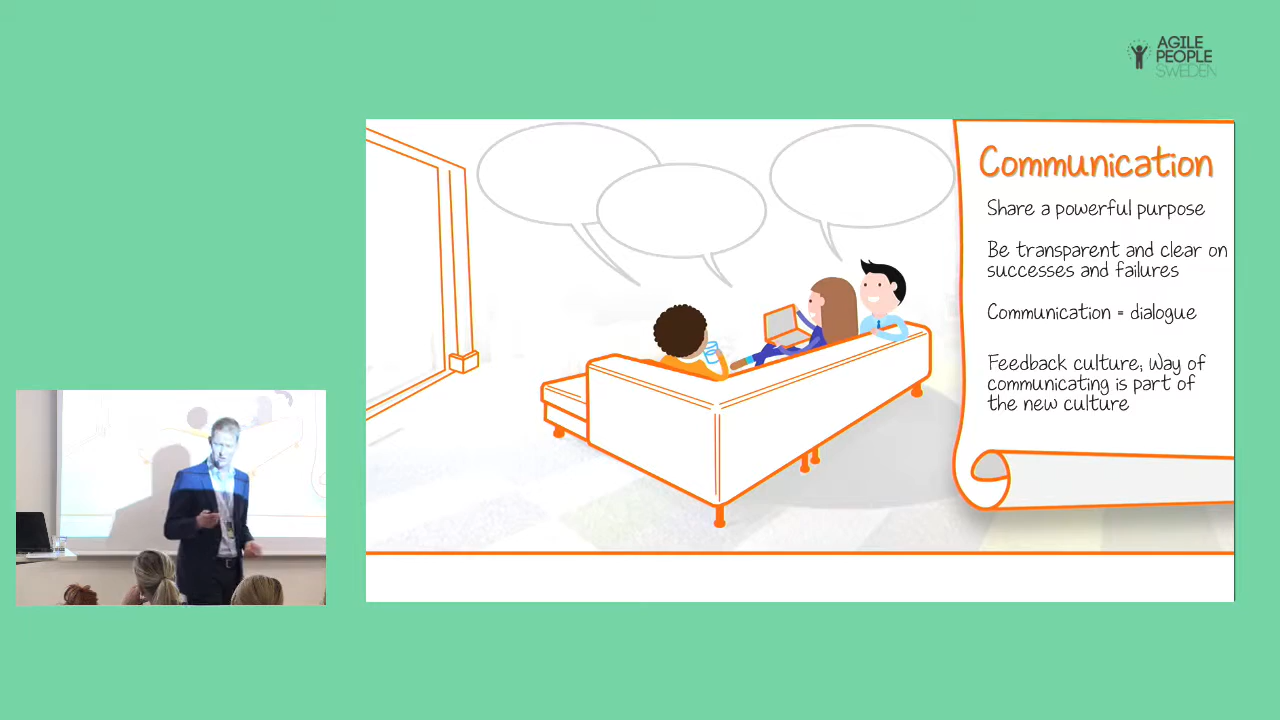 AGILE
PEOPLE
SWEDEN
Communication
Share a powerful purpose
Be transparent and clear on
successes and failures
Communication = dialogue
Feedback culture; Way of
communicating is part of
the new culture